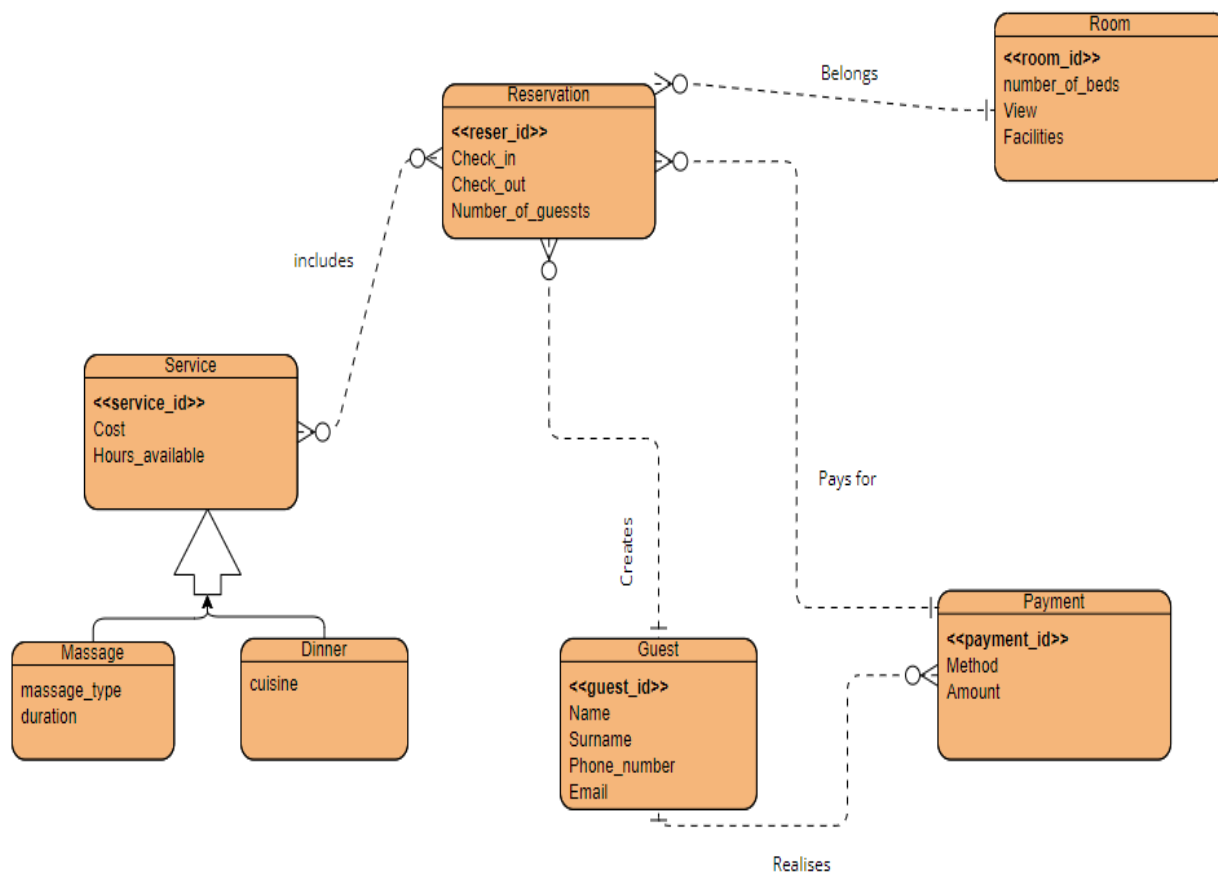 Room
<<room_id>>
number_of_beds
View
Facilities
Belongs
Reservation
<<reser_id>>
Check_in
Check_out
Number_of_guessts
includes
Service
<<service_id>>
Cost
Hours_available
Pays for
Creates
Massage
massage_type
duration
Dinner
cuisine
Guest
<<guest_id>>
Name
Surname
Phone_number
Email
Payment
<<payment_id>>
Method
Amount
Realises